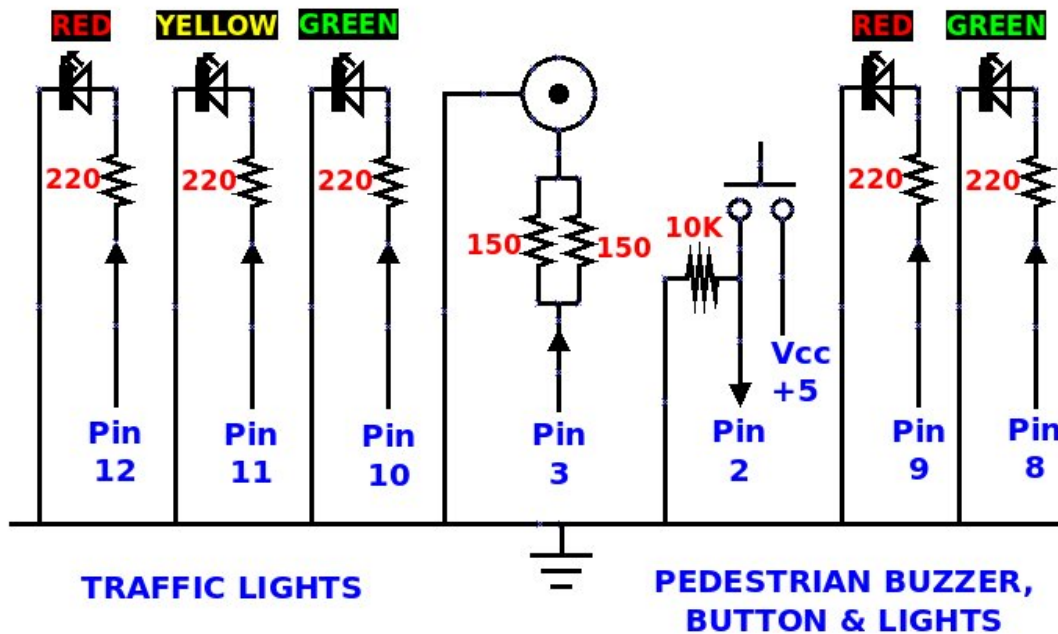 RED
YELLOW
GREEN
RED
GREEN
220
220
220
150
150
10K
220
220
Vcc
+5
Pin
12
Pin
11
Pin
10
Pin
3
Pin
2
Pin
9
Pin
8
TRAFFIC LIGHTS
PEDESTRIAN BUZZER,
BUTTON & LIGHTS